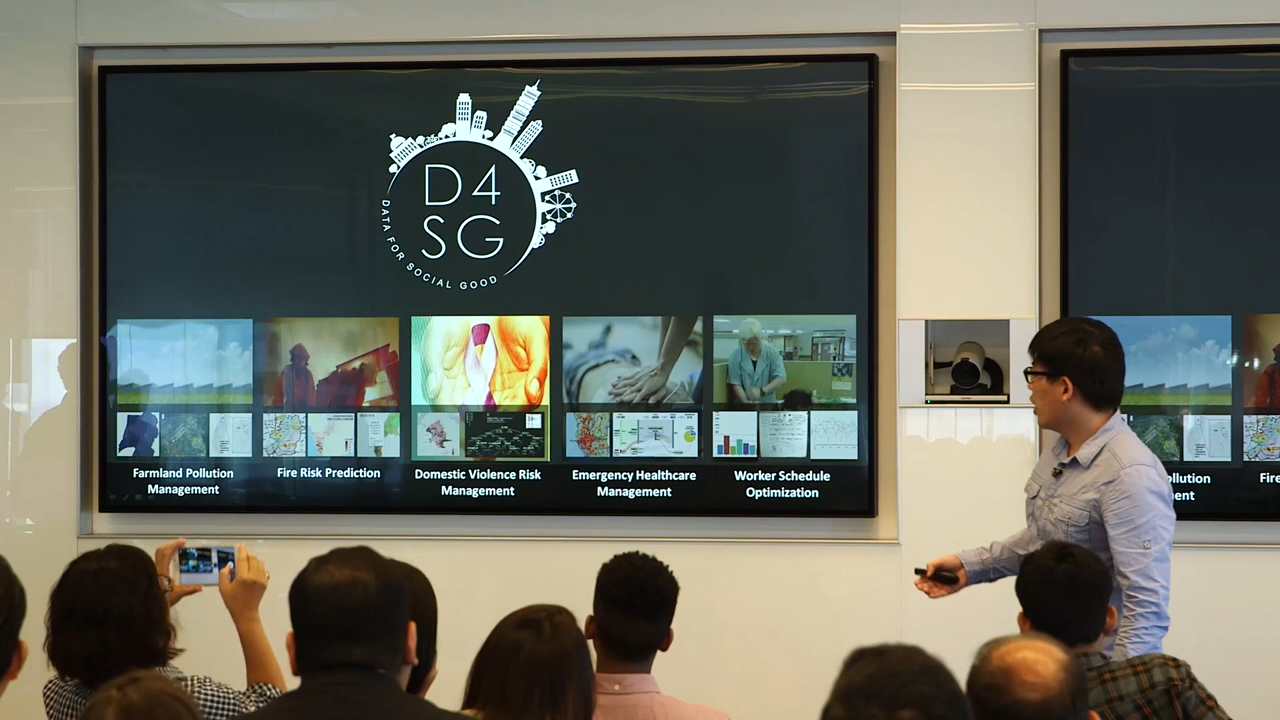 D4
SG
DATA FOR SOCIAL GOOD
Farmland Pollution
Management
Fire Risk Prediction
Domestic Violence Risk
Management
Emergency Healthcare
Management
Worker Schedule
Optimization
ollution
ent
Fire